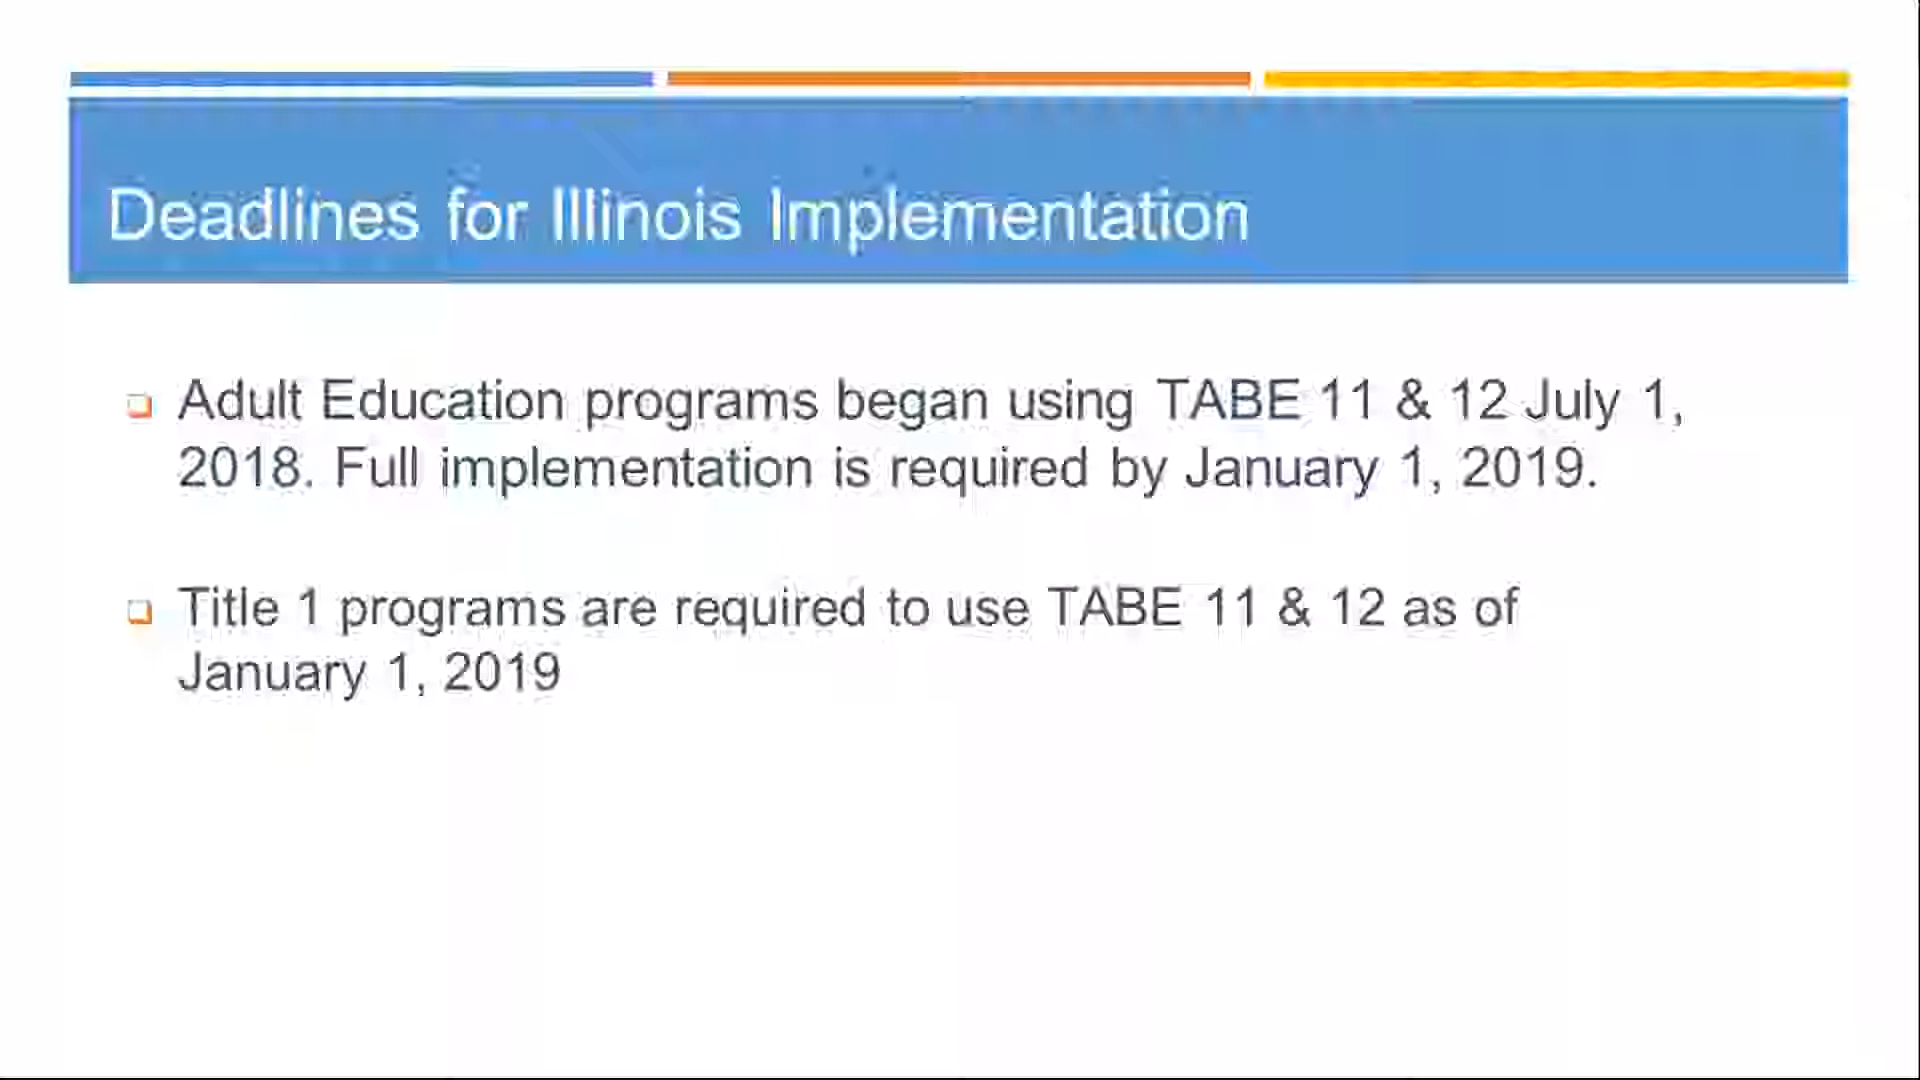 Deadlines for Illinois Implementation
Adult Education programs began using TABE 11 & 12 July 1,
2018. Full implementation is required by January 1, 2019.
Title 1 programs are required to use TABE 11 & 12 as of
January 1, 2019